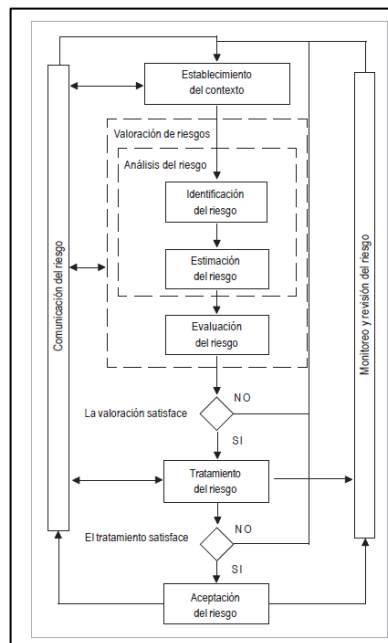 Establecimiento
del contexto
Valoración de riesgos
Análisis del riesgo
Identificación
del riesgo
Estimación
del riesgo
Evaluación
del riesgo
Comunicación del riesgo
Monitoreo y revisión del riesgo
NO
La valoración satisface
SI
Tratamiento
del riesgo
NO
El tratamiento satisface
SI
Aceptación
del riesgo